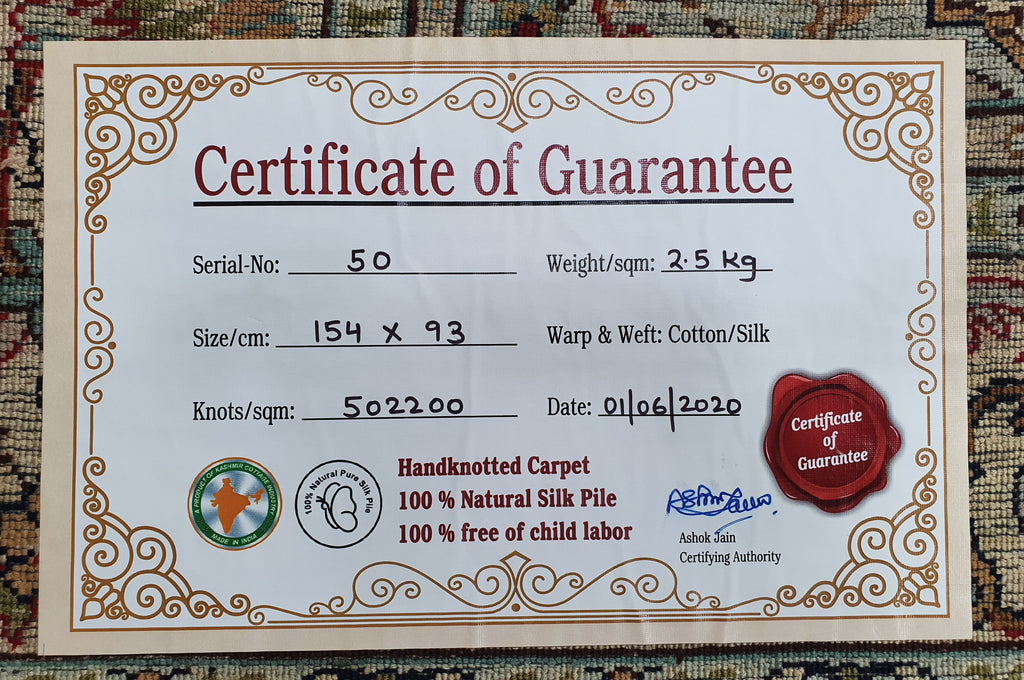 Certificate of Guarantee
Serial-No: 50
Weight/sqm: 2.5 kg
Size/cm: 154 x 93
Warp & Weft: Cotton/Silk
Knots/sqm: 502200
Date: 01/06/2020
Certificate
of
Guarantee
A PRODUCT OF KASHMIR COTTAGE INDUSTRY
MADE IN INDIA
100% Natural Pure Silk Pile
Handknotted Carpet
100 % Natural Silk Pile
100 % free of child labor
Ashok Jain
Certifying Authority